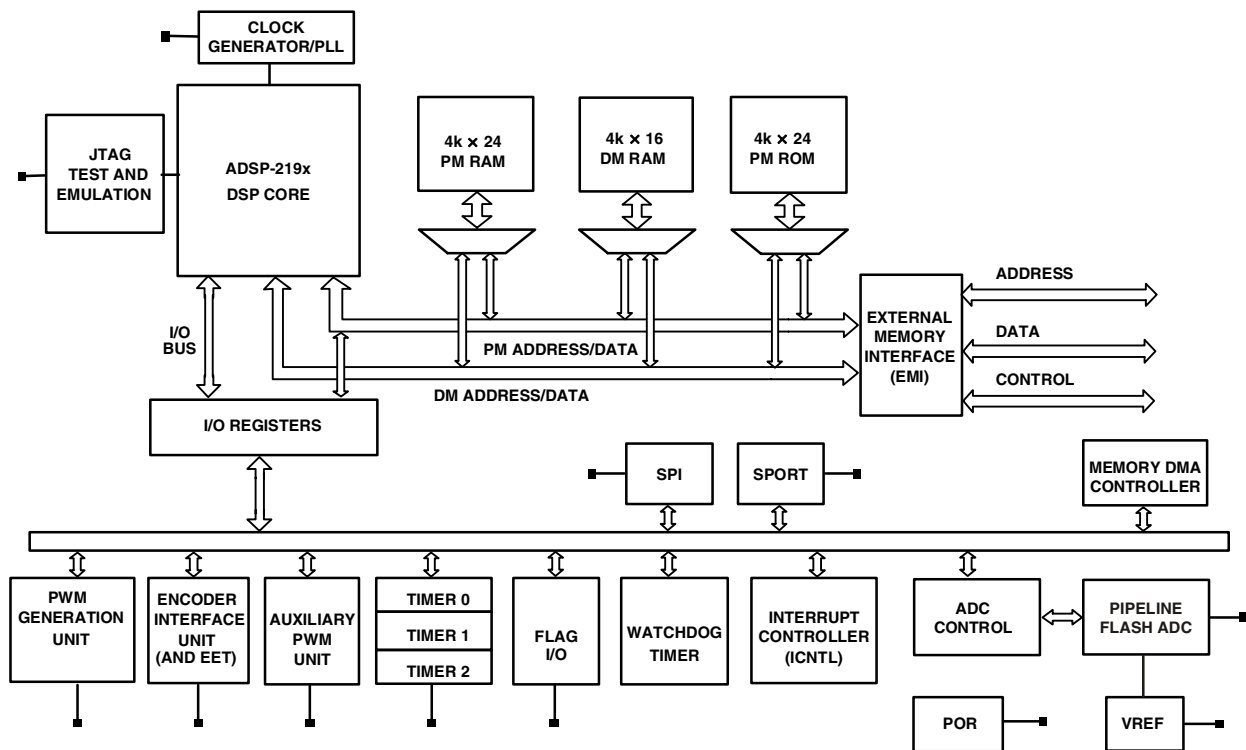 CLOCK
GENERATOR/PLL
JTAG
TEST AND
EMULATION
ADSP-219x
DSP CORE
4k × 24
PM RAM
4k × 16
DM RAM
4k × 24
PM ROM
I/O
BUS
PM ADDRESS/DATA
DM ADDRESS/DATA
EXTERNAL
MEMORY
INTERFACE
(EMI)
ADDRESS
DATA
CONTROL
I/O REGISTERS
SPI
SPORT
MEMORY DMA
CONTROLLER
PWM
GENERATION
UNIT
ENCODER
INTERFACE
UNIT
(AND EET)
AUXILIARY
PWM
UNIT
TIMER 0
TIMER 1
TIMER 2
FLAG
I/O
WATCHDOG
TIMER
INTERRUPT
CONTROLLER
(ICNTL)
ADC
CONTROL
PIPELINE
FLASH ADC
POR
VREF